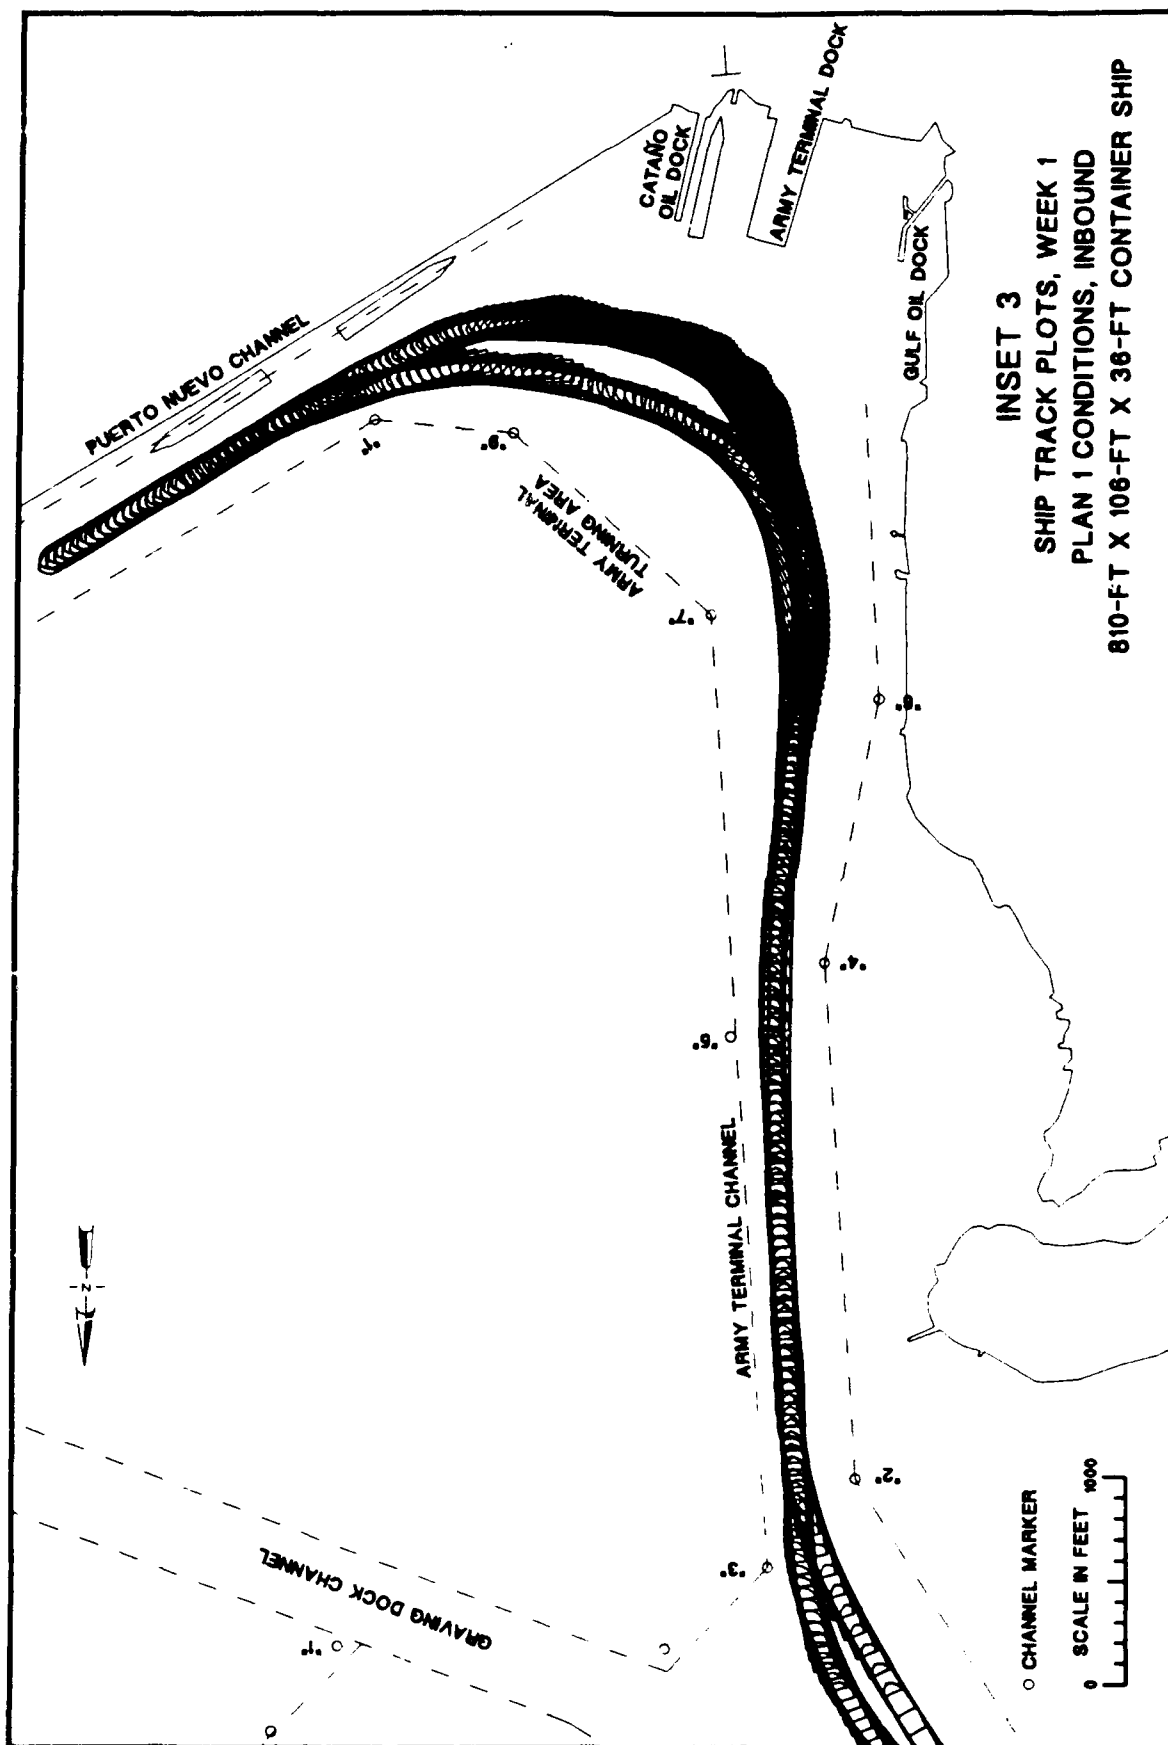 PUERTO NUEVO CHANNEL
CATAÑO
OIL DOCK
ARMY TERMINAL DOCK
GULF OIL DOCK
"1"
"9"
ARMY TERMINAL
TURNING AREA
"7"
"6"
"4"
"5"
ARMY TERMINAL CHANNEL
N
"2"
"3"
GRAVING DOCK CHANNEL
"1"
○ CHANNEL MARKER
SCALE IN FEET
0 1000
INSET 3
SHIP TRACK PLOTS, WEEK 1
PLAN 1 CONDITIONS, INBOUND
810-FT X 106-FT X 36-FT CONTAINER SHIP